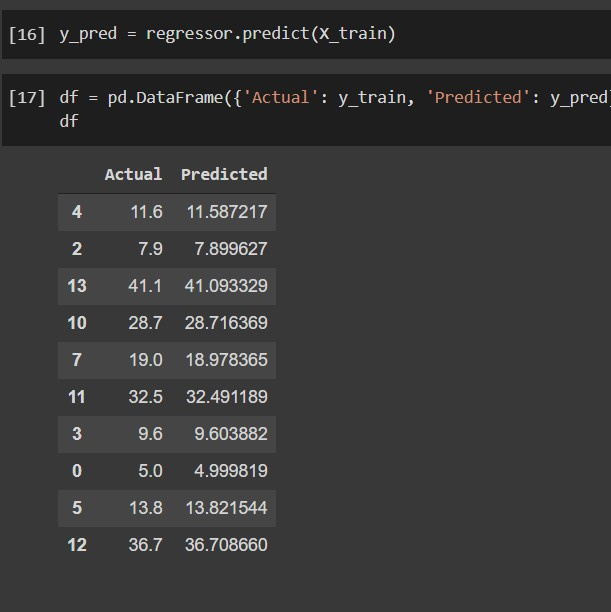 [16] y_pred = regressor.predict(X_train)
[17] df = pd.DataFrame({'Actual': y_train, 'Predicted': y_pred}
df
Actual Predicted
4 11.6 11.587217
2 7.9 7.899627
13 41.1 41.093329
10 28.7 28.716369
7 19.0 18.978365
11 32.5 32.491189
3 9.6 9.603882
0 5.0 4.999819
5 13.8 13.821544
12 36.7 36.708660